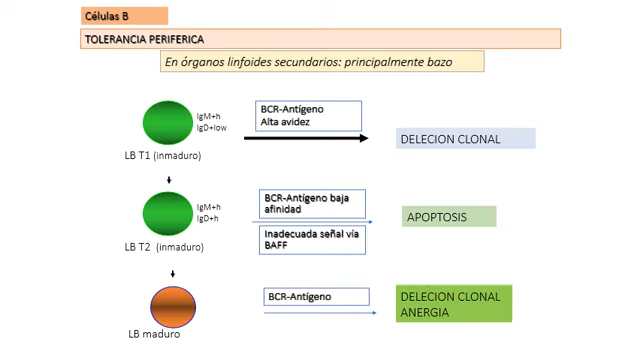 Células B
TOLERANCIA PERIFERICA
En órganos linfoides secundarios: principalmente bazo
IgM+h
IgD+low
BCR-Antígeno
Alta avidez
DELECION CLONAL
LB T1 (inmaduro)
IgM+h
IgD+h
BCR-Antígeno baja
afinidad
APOPTOSIS
Inadecuada señal vía
BAFF
LB T2 (inmaduro)
BCR-Antígeno
DELECION CLONAL
ANERGIA
LB maduro